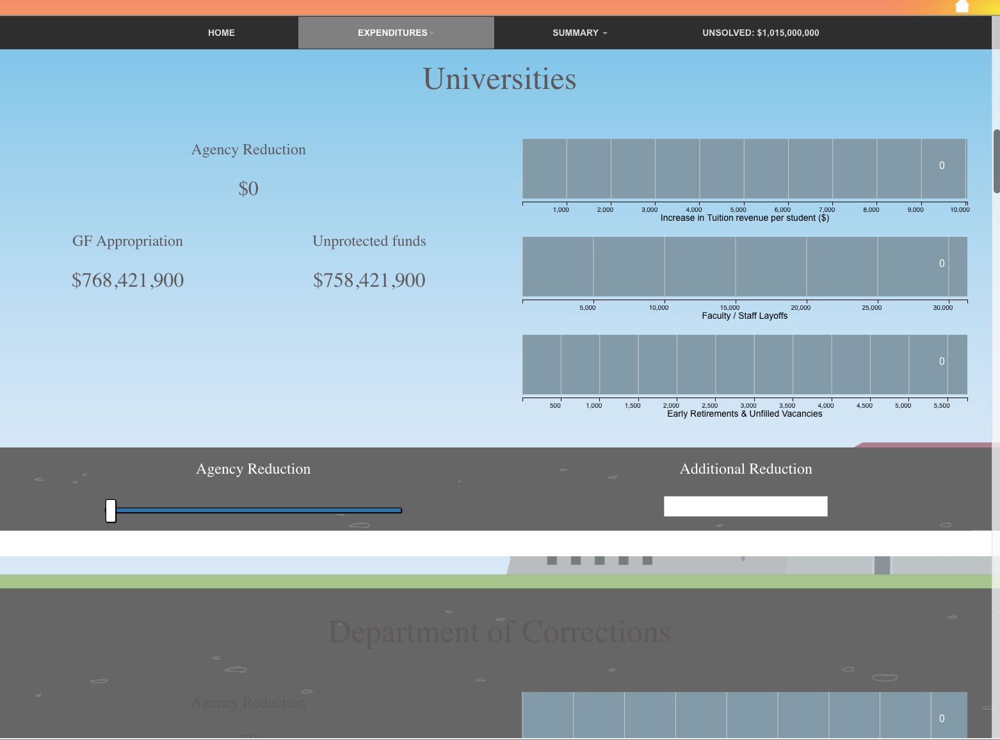 HOME EXPENDITURES SUMMARY UNSOLVED: $1,015,000,000
Universities
Agency Reduction
$0
GF Appropriation Unprotected funds
$768,421,900 $758,421,900
0
1,000 2,000 3,000 4,000 5,000 6,000 7,000 8,000 9,000 10,000
Increase in Tuition revenue per student ($)
0
5,000 10,000 15,000 20,000 25,000 30,000
Faculty / Staff Layoffs
0
500 1,000 1,500 2,000 2,500 3,000 3,500 4,000 4,500 5,000 5,500
Early Retirements & Unfilled Vacancies
Agency Reduction Additional Reduction
Department of Corrections
Agency Reduction
0